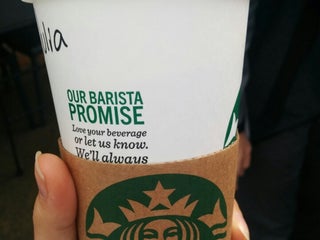 OUR BARISTA
PROMISE
Love your beverage
or let us know.
We'll always